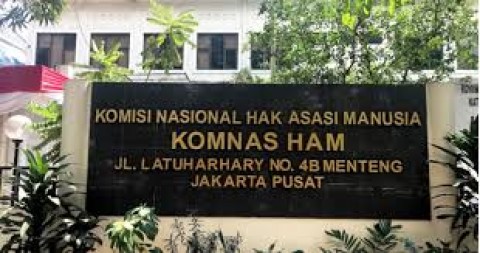 KOMISI NASIONAL HAK ASASI MANUSIA
KOMNAS HAM
JL. LATUHARHARY NO. 4B MENTENG
JAKARTA PUSAT